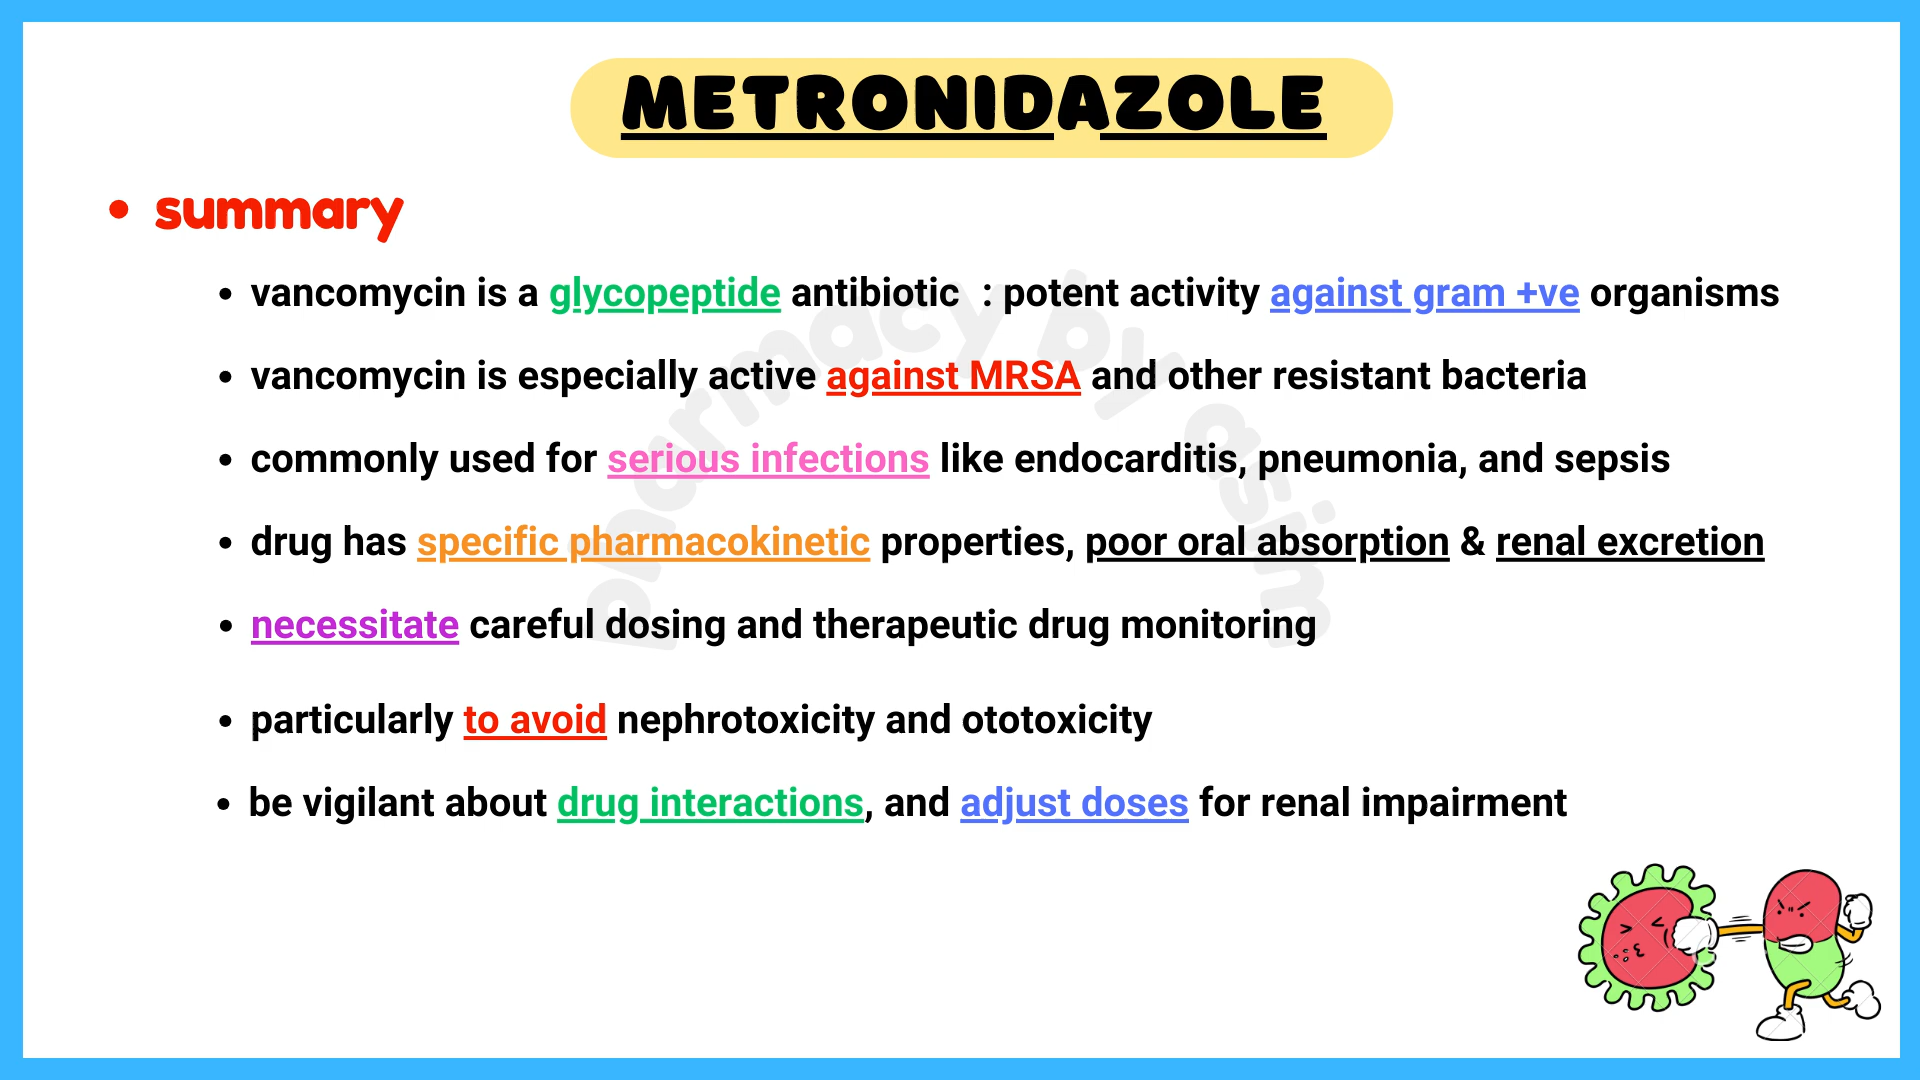 METRONIDAZOLE
• summary
• vancomycin is a glycopeptide antibiotic : potent activity against gram +ve organisms
• vancomycin is especially active against MRSA and other resistant bacteria
• commonly used for serious infections like endocarditis, pneumonia, and sepsis
• drug has specific pharmacokinetic properties, poor oral absorption & renal excretion
• necessitate careful dosing and therapeutic drug monitoring
• particularly to avoid nephrotoxicity and ototoxicity
• be vigilant about drug interactions, and adjust doses for renal impairment
pharmacy by asim